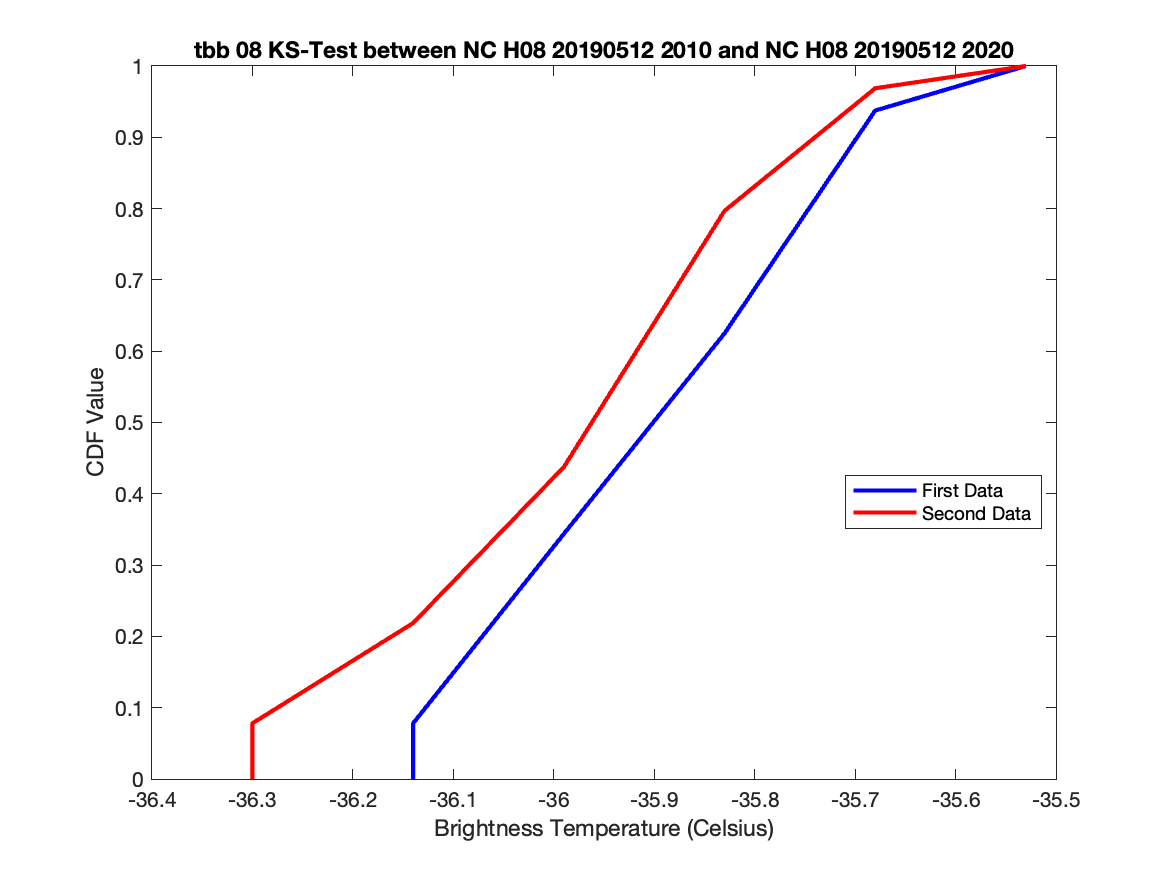 tbb 08 KS-Test between NC H08 20190512 2010 and NC H08 20190512 2020
1
0.9
0.8
0.7
0.6
0.5
0.4
0.3
0.2
0.1
0
CDF Value
First Data
Second Data
-36.4 -36.3 -36.2 -36.1 -36 -35.9 -35.8 -35.7 -35.6 -35.5
Brightness Temperature (Celsius)